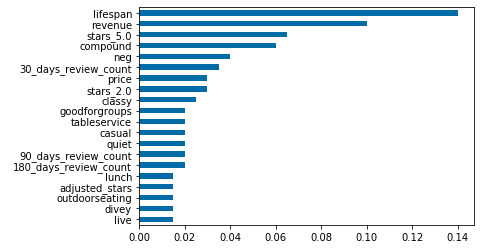 lifespan
revenue
stars_5.0
compound
neg
30_days_review_count
price
stars_2.0
classy
goodforgroups
tableservice
casual
quiet
90_days_review_count
180_days_review_count
lunch
adjusted_stars
outdoorseating
divey
live
0.00 0.02 0.04 0.06 0.08 0.10 0.12 0.14